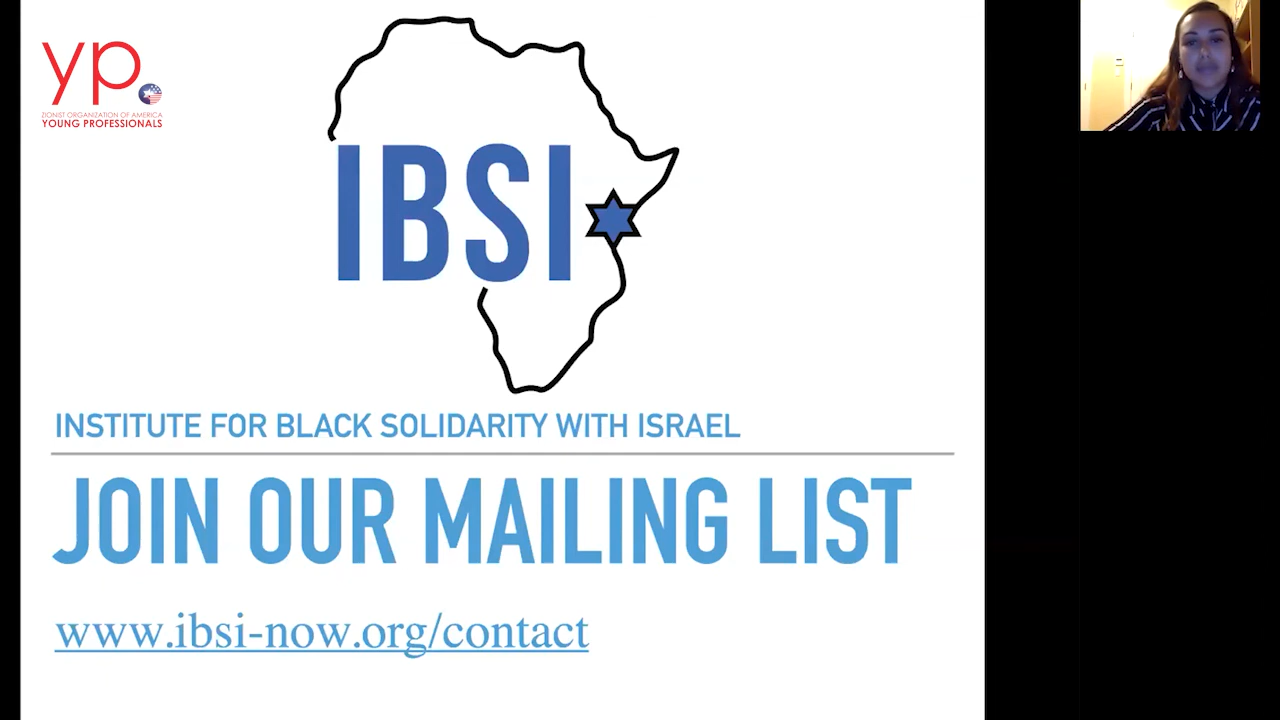 yp
ZIONIST ORGANIZATION OF AMERICA
YOUNG PROFESSIONALS
IBSI
INSTITUTE FOR BLACK SOLIDARITY WITH ISRAEL
JOIN OUR MAILING LIST
www.ibsi-now.org/contact